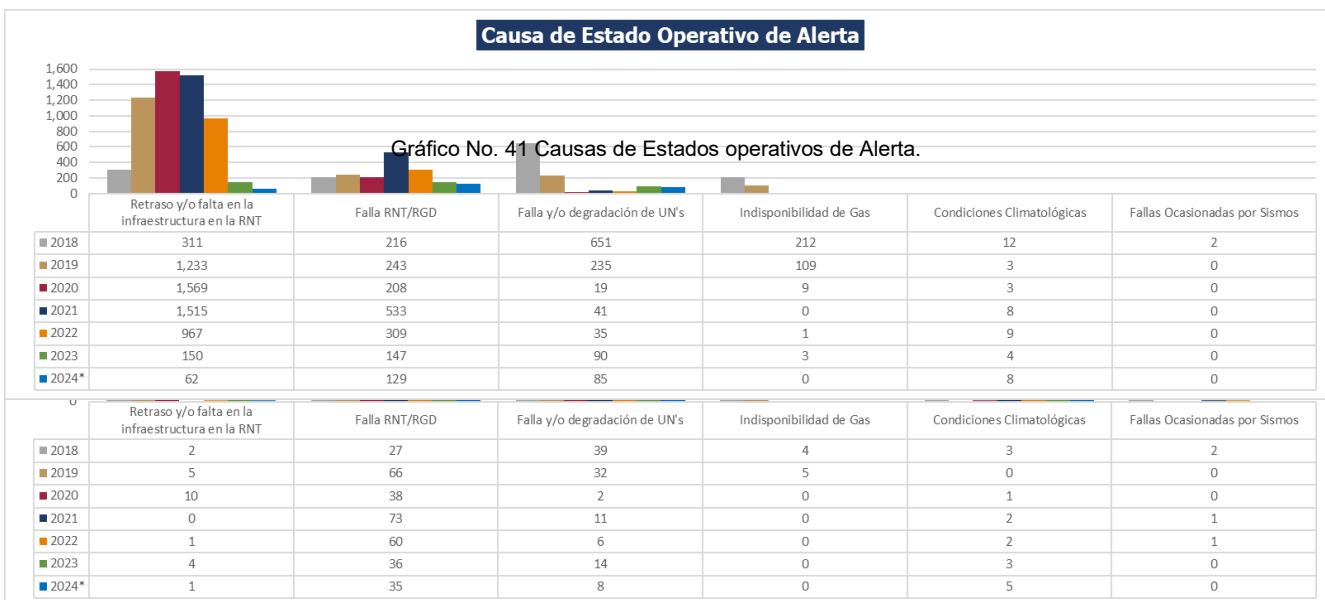 Causa de Estado Operativo de Alerta
1,600
1,400
1,200
1,000
800
600
400
200
0
Gráfico No. 41 Causas de Estados operativos de Alerta.
Retraso y/o falta en la infraestructura en la RNT Falla RNT/RGD Falla y/o degradación de UN's Indisponibilidad de Gas Condiciones Climatológicas Fallas Ocasionadas por Sismos
2018 311 216 651 212 12 2
2019 1,233 243 235 109 3 0
2020 1,569 208 19 9 3 0
2021 1,515 533 41 0 8 0
2022 967 309 35 1 9 0
2023 150 147 90 3 4 0
2024* 62 129 85 0 8 0
0
Retraso y/o falta en la infraestructura en la RNT Falla RNT/RGD Falla y/o degradación de UN's Indisponibilidad de Gas Condiciones Climatológicas Fallas Ocasionadas por Sismos
2018 2 27 39 4 3 2
2019 5 66 32 5 0 0
2020 10 38 2 0 1 0
2021 0 73 11 0 2 1
2022 1 60 6 0 2 1
2023 4 36 14 0 3 0
2024* 1 35 8 0 5 0